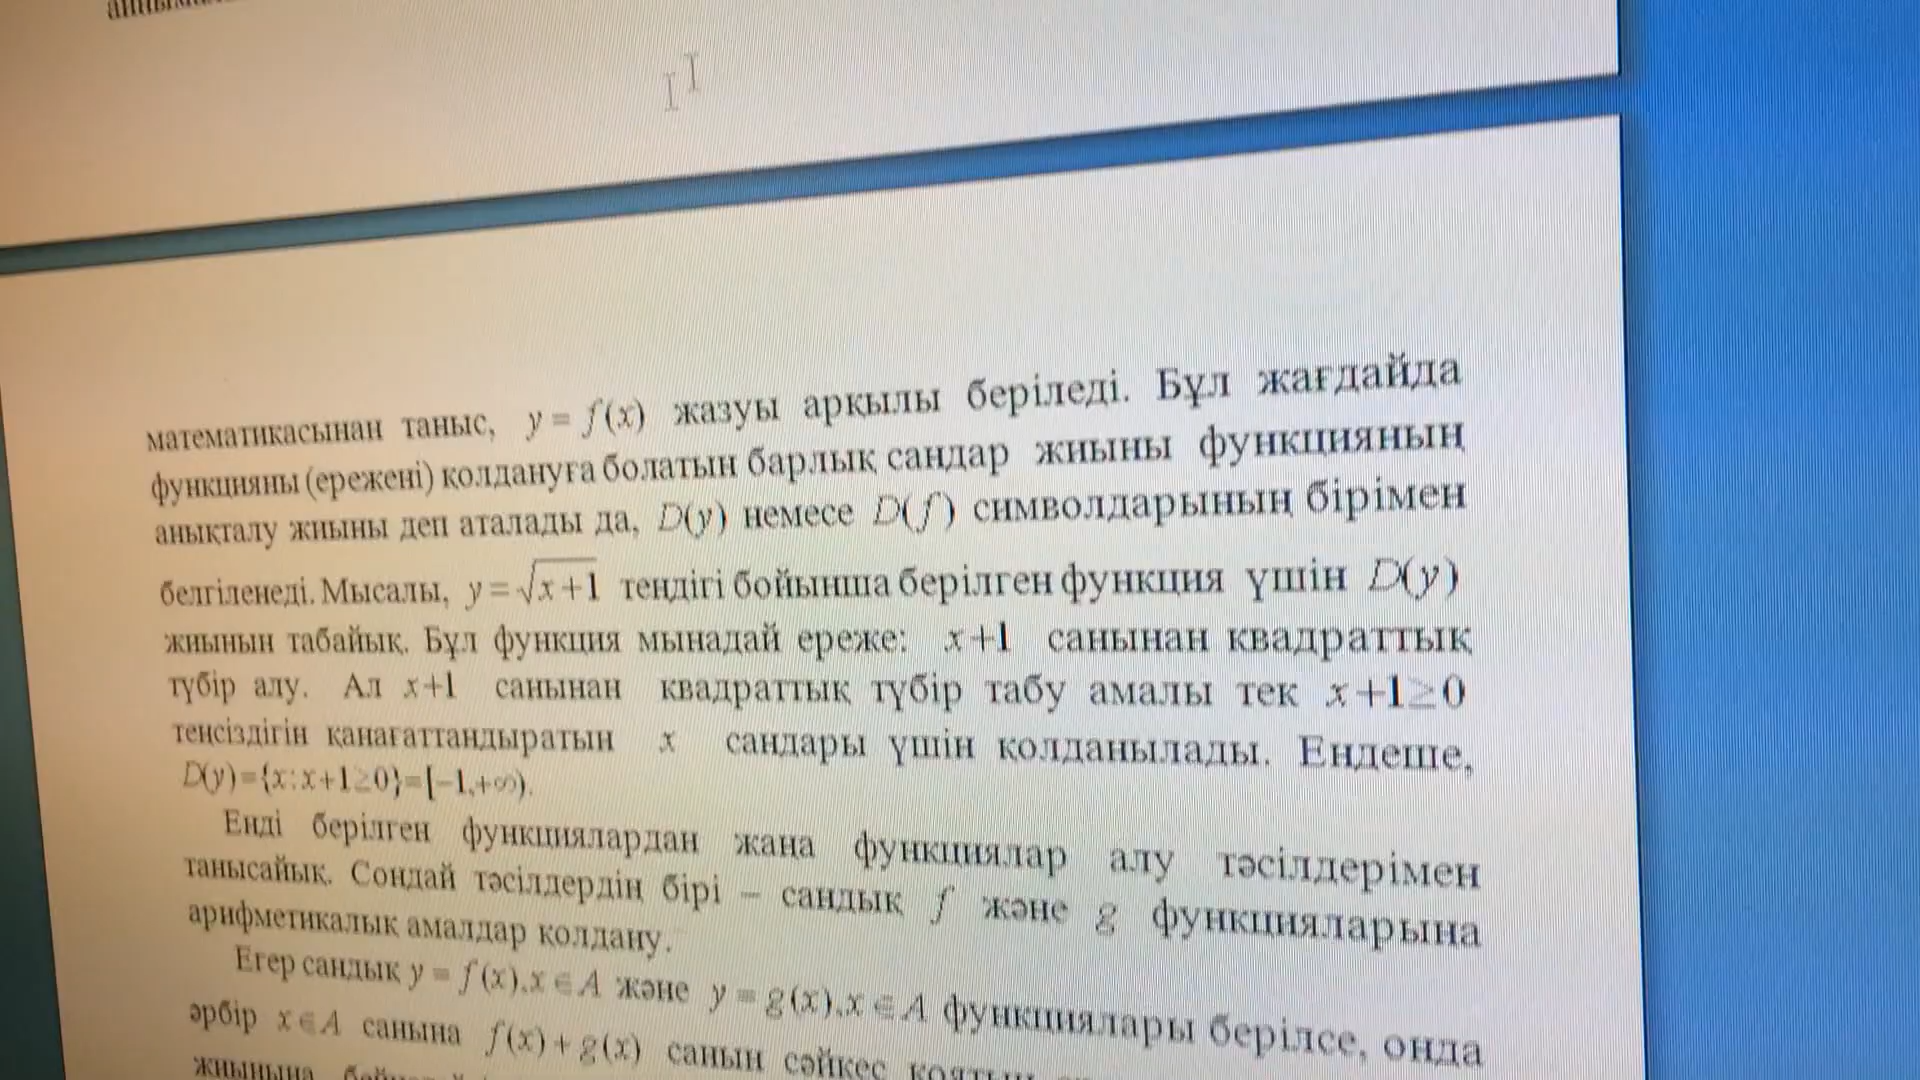 математикасынан таныс, y = f(x) жазуы арқылы беріледі. Бұл жағдайда
функцияны (ережені) қолдануға болатын барлық сандар жиыны функцияның
анықталу жиыны деп аталады да, D(y) немесе D(f) символдарының бірімен
белгіленеді. Мысалы, y = √x+1 теңдігі бойынша берілген функция үшін D(y)
жиынын табайық. Бұл функция мынадай ереже: x+1 санынан квадраттық
түбір алу. Ал x+1 санынан квадраттық түбір табу амалы тек x+1≥0
теңсіздігін қанағаттандыратын x сандары үшін қолданылады. Ендеше,
D(y)={x:x+1≥0}=[−1,+∞).
Енді берілген функциялардан жаңа функциялар алу тәсілдерімен
танысайық. Сондай тәсілдердің бірі – сандық f және g функцияларына
арифметикалық амалдар қолдану.
Егер сандық y = f(x), x∈A және y = g(x), x∈A функциялары берілсе, онда
әрбір x∈A санына f(x)+g(x) санын сәйкес қоятын
жиынына